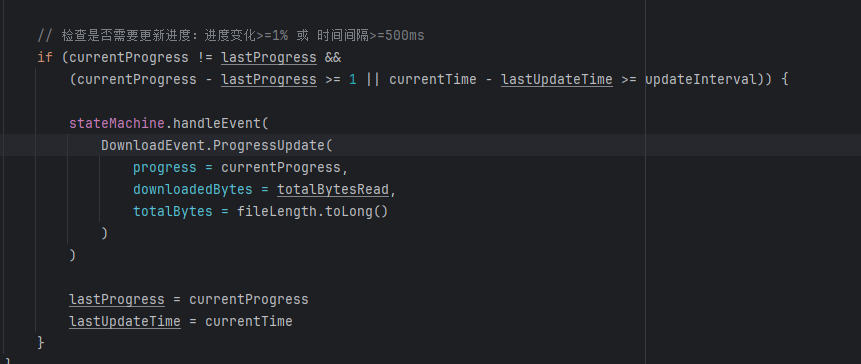 // 检查是否需要更新进度：进度变化>=1% 或 时间间隔>=500ms
if (currentProgress != lastProgress &&
(currentProgress - lastProgress >= 1 || currentTime - lastUpdateTime >= updateInterval)) {
stateMachine.handleEvent(
DownloadEvent.ProgressUpdate(
progress = currentProgress,
downloadedBytes = totalBytesRead,
totalBytes = fileLength.toLong()
)
)
lastProgress = currentProgress
lastUpdateTime = currentTime
}